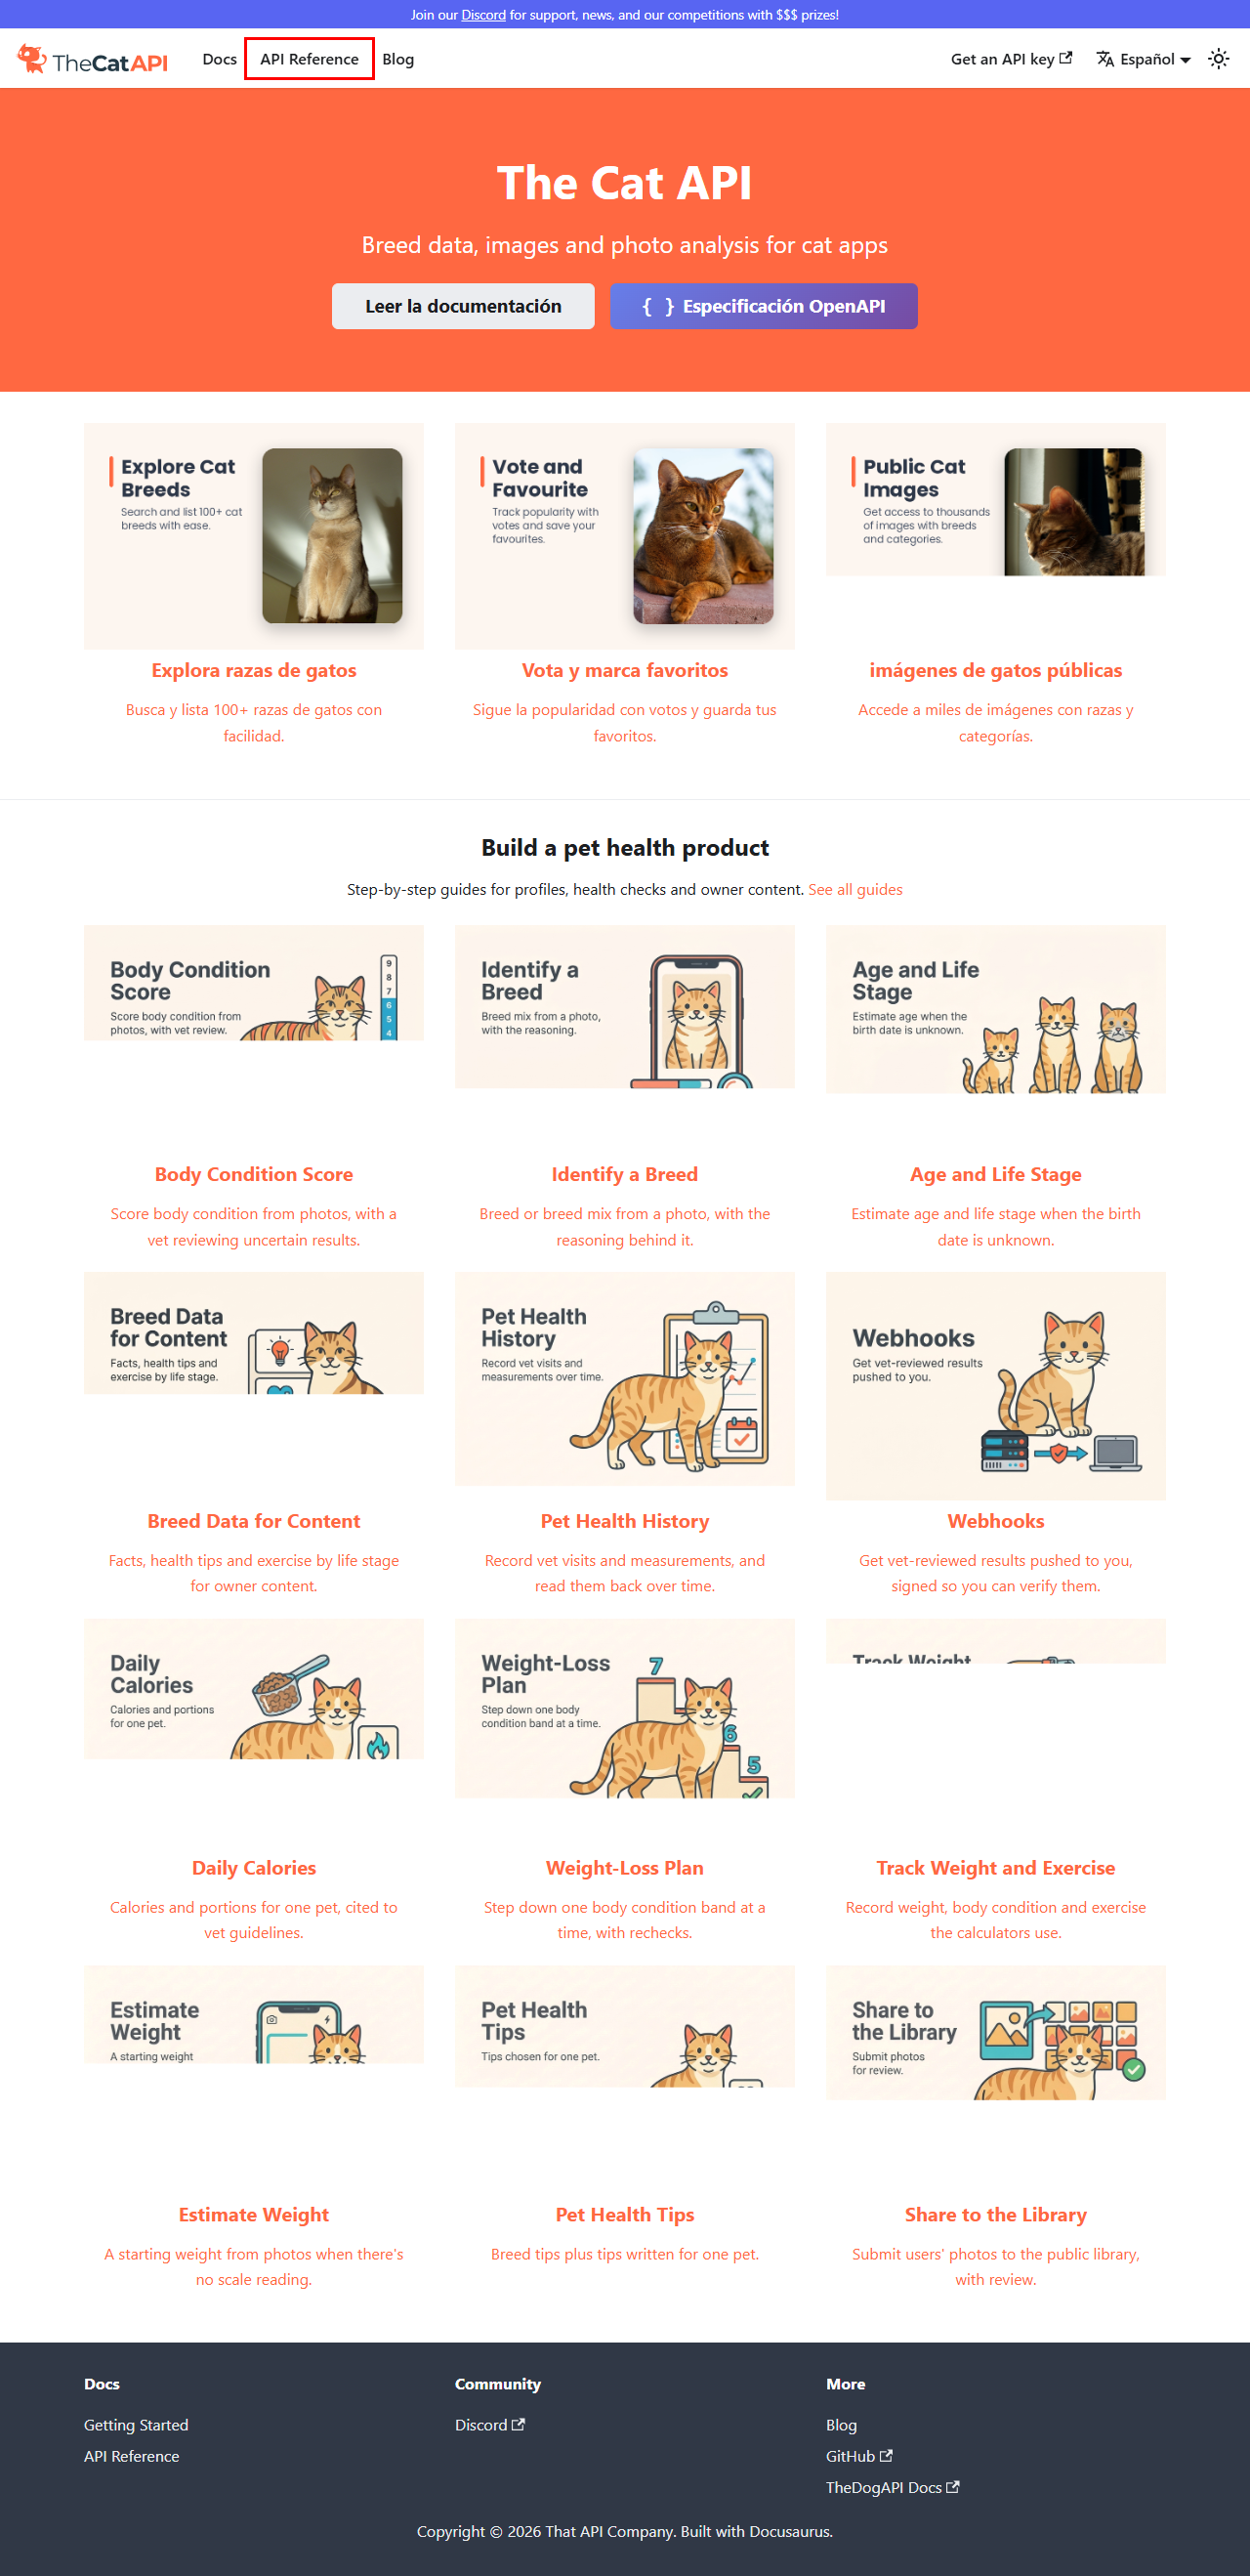 Join our Discord for support, news, and our competitions with $$$ prizes!
TheCatAPI Docs API Reference Blog Get an API key Español
The Cat API
Breed data, images and photo analysis for cat apps
Leer la documentación
{ } Especificación OpenAPI
Explore Cat
Breeds
Search and list 100+ cat
breeds with ease.
Vote and
Favourite
Track popularity with
votes and save your
favourites.
Public Cat
Images
Get access to thousands
of images with breeds
and categories.
Explora razas de gatos
Busca y lista 100+ razas de gatos con
facilidad.
Vota y marca favoritos
Sigue la popularidad con votos y guarda tus
favoritos.
imágenes de gatos públicas
Accede a miles de imágenes con razas y
categorías.
Build a pet health product
Step-by-step guides for profiles, health checks and owner content. See all guides
Body Condition
Score
Score body condition from
photos, with vet review.
9
8
7
6
5
4
Identify a
Breed
Breed mix from a photo,
with the reasoning.
Age and Life
Stage
Estimate age when the
birth date is unknown.
Body Condition Score
Score body condition from photos, with a
vet reviewing uncertain results.
Identify a Breed
Breed or breed mix from a photo, with the
reasoning behind it.
Age and Life Stage
Estimate age and life stage when the birth
date is unknown.
Breed Data
for Content
Facts, health tips and
exercise by life stage.
Pet Health
History
Record vet visits and
measurements over time.
Webhooks
Get vet-reviewed results
pushed to you.
Breed Data for Content
Facts, health tips and exercise by life stage
for owner content.
Pet Health History
Record vet visits and measurements, and
read them back over time.
Webhooks
Get vet-reviewed results pushed to you,
signed so you can verify them.
Daily
Calories
Calories and portions
for one pet.
Weight-Loss
Plan
Step down one body
condition band at a time.
7
6
5
Track Weight
Daily Calories
Calories and portions for one pet, cited to
vet guidelines.
Weight-Loss Plan
Step down one body condition band at a
time, with rechecks.
Track Weight and Exercise
Record weight, body condition and exercise
the calculators use.
Estimate
Weight
A starting weight
Pet Health
Tips
Tips chosen for one pet.
Share to
the Library
Submit photos
for review.
Estimate Weight
A starting weight from photos when there's
no scale reading.
Pet Health Tips
Breed tips plus tips written for one pet.
Share to the Library
Submit users' photos to the public library,
with review.
Docs
Getting Started
API Reference
Community
Discord
More
Blog
GitHub
TheDogAPI Docs
Copyright © 2026 That API Company. Built with Docusaurus.